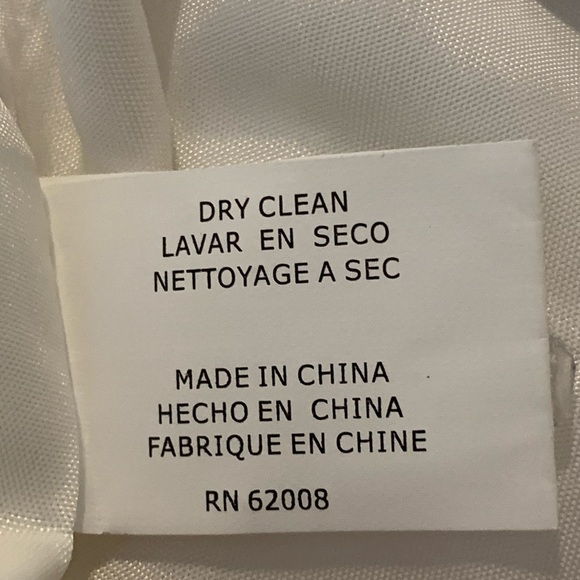 DRY CLEAN
LAVAR EN SECO
NETTOYAGE A SEC
MADE IN CHINA
HECHO EN CHINA
FABRIQUE EN CHINE
RN 62008